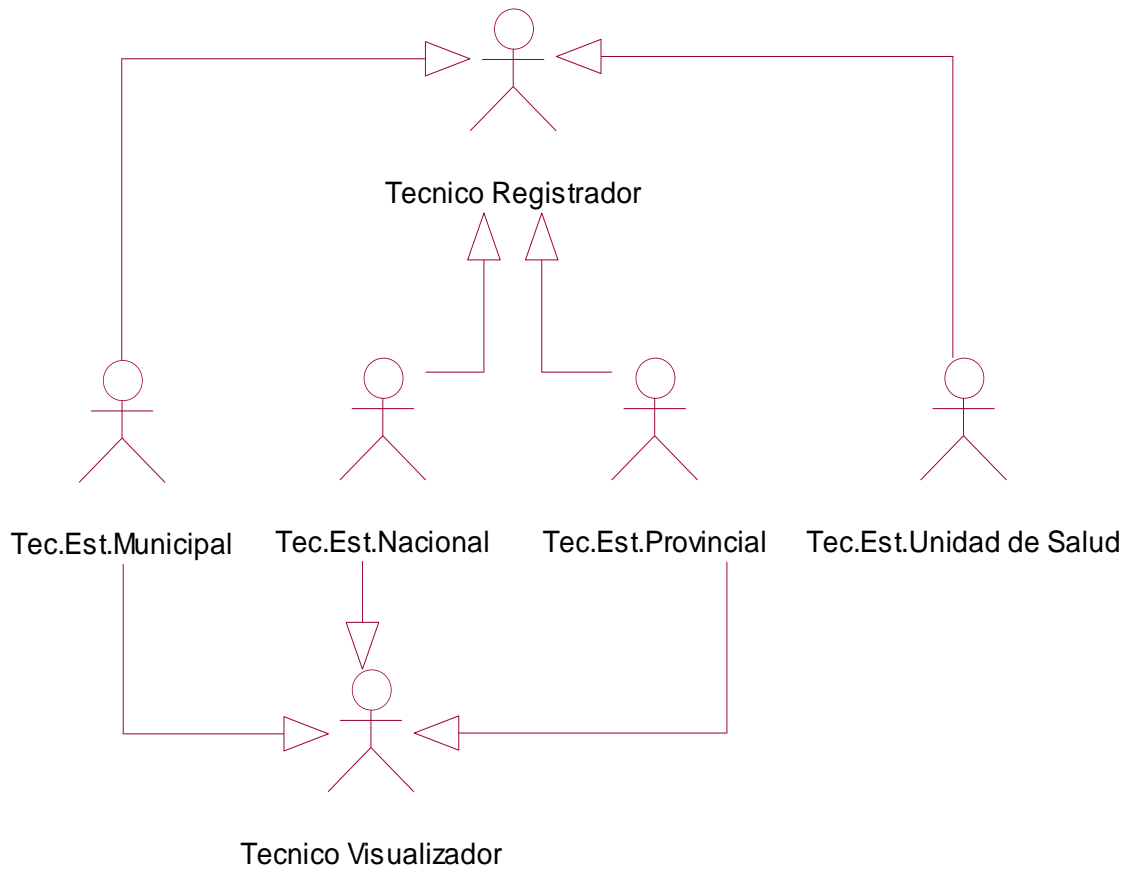 Tecnico Registrador
Tec.Est.Municipal
Tec.Est.Nacional
Tec.Est.Provincial
Tec.Est.Unidad de Salud
Tecnico Visualizador